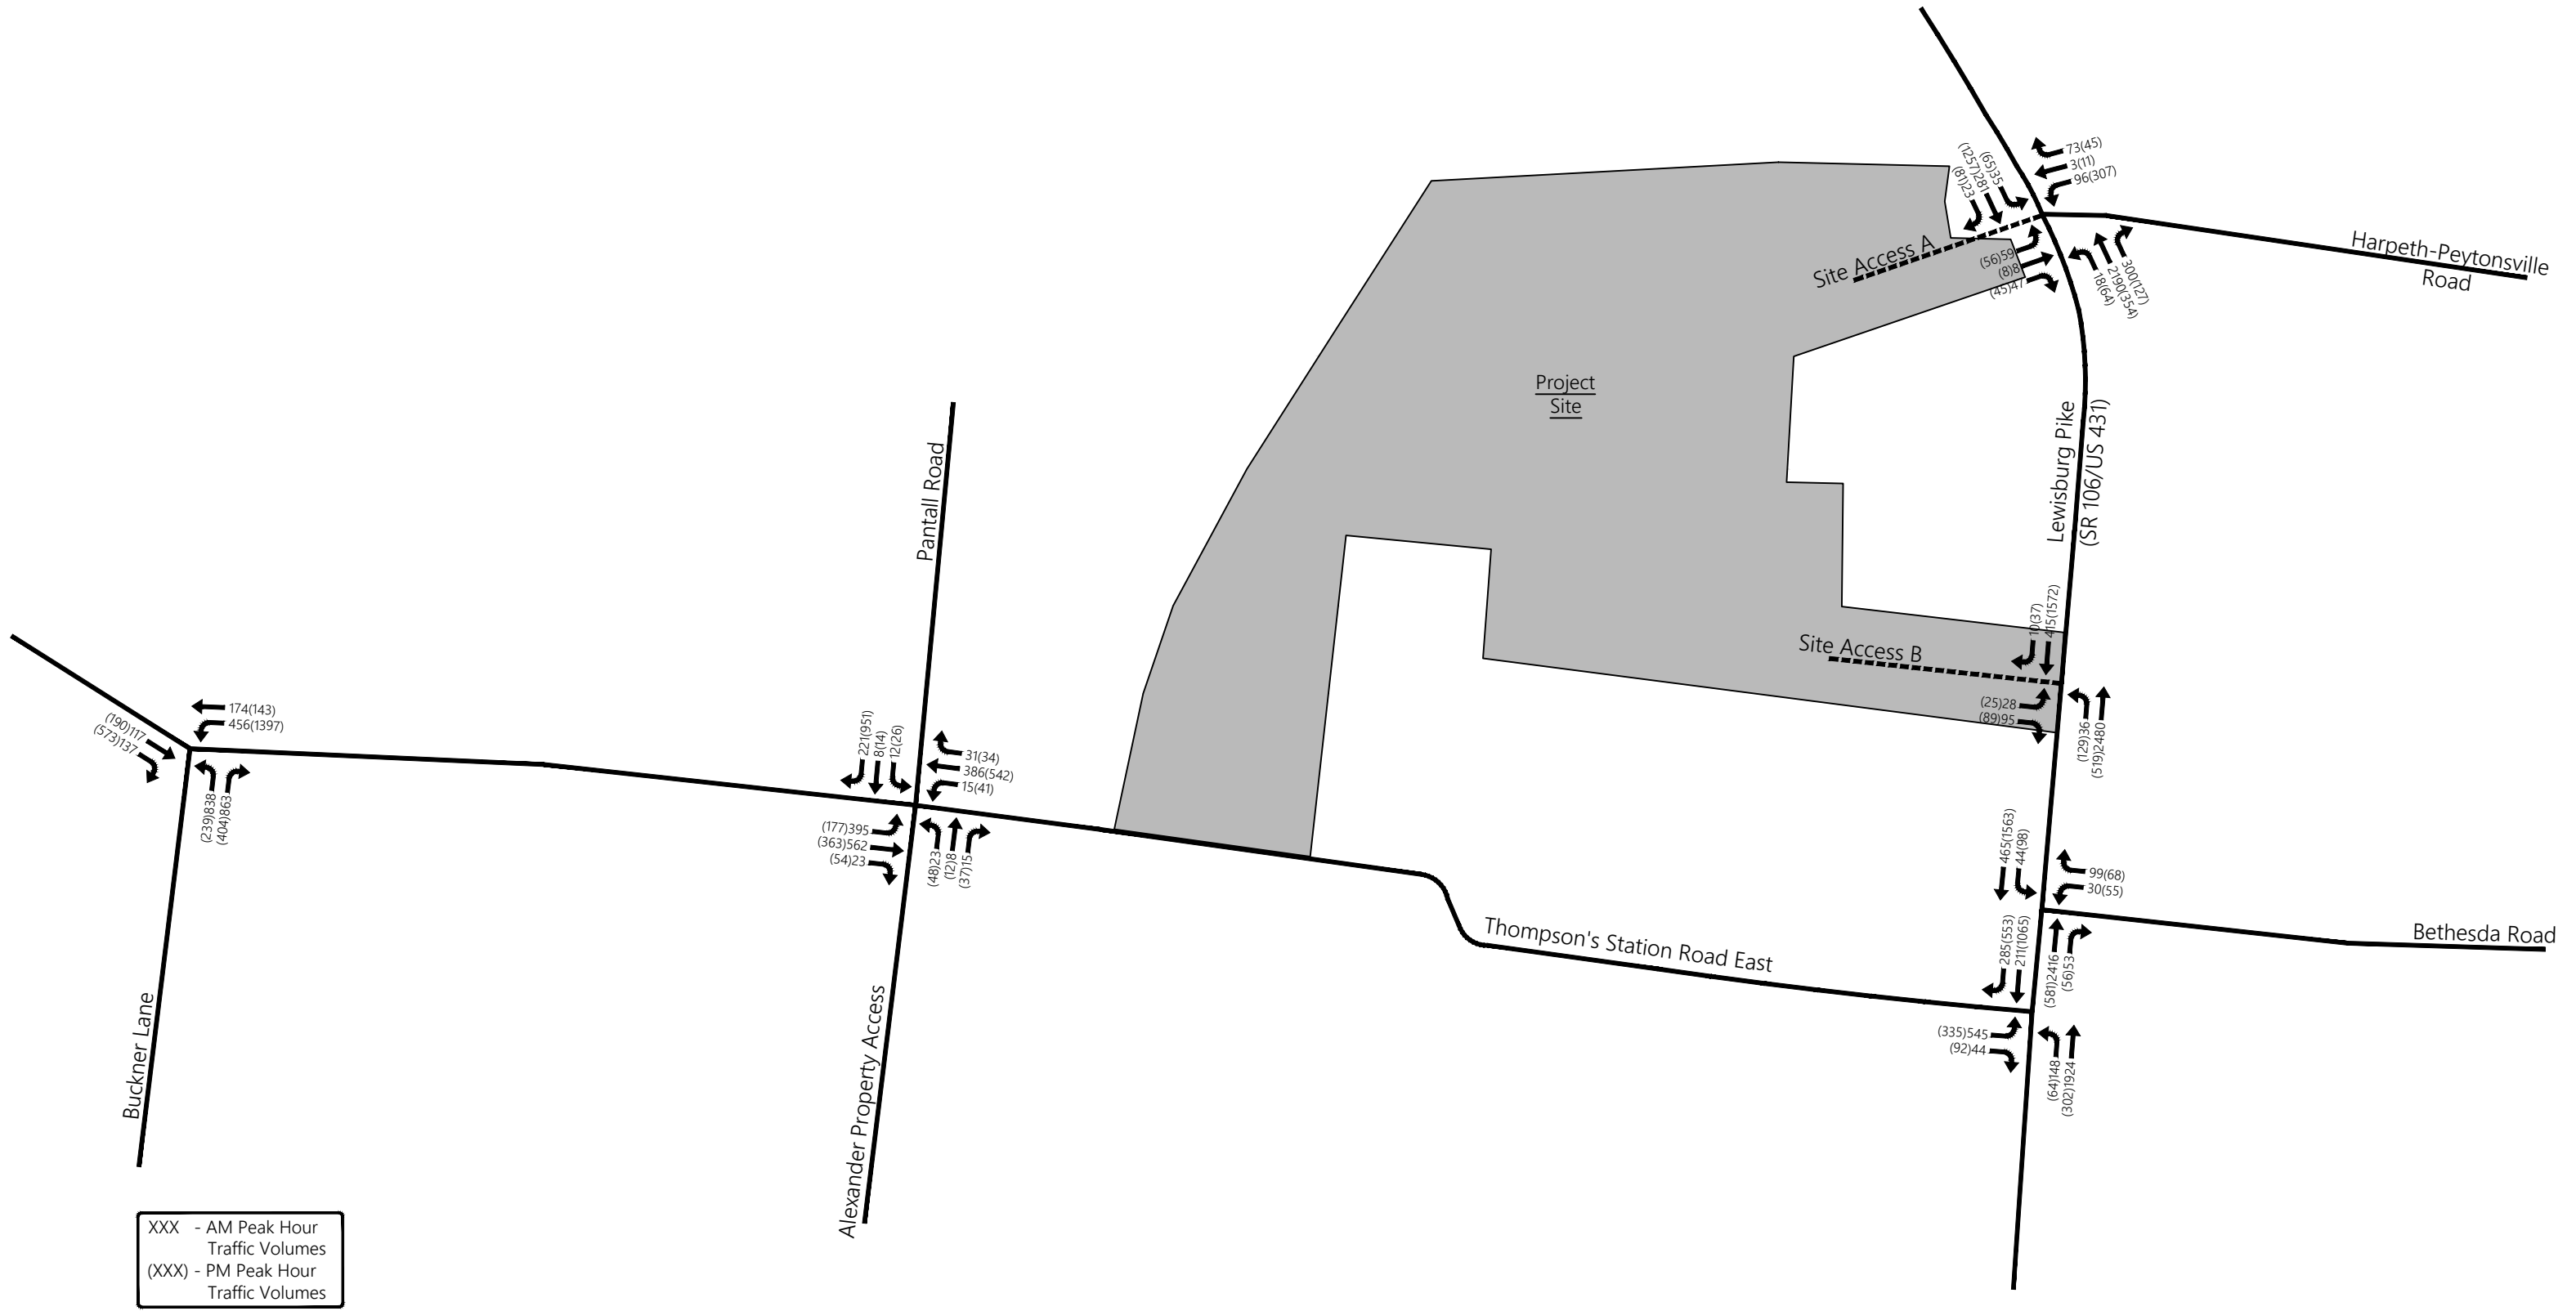 73(45)
3(11)
96(307)
(65)35
(1257)281
(81)23
Site Access A
(56)59
(8)8
(45)47
300(127)
2190(354)
18(64)
Harpeth-Peytonsville
Road
Project
Site
Pantall Road
Lewisburg Pike
(SR 106/US 431)
10(37)
415(1572)
Site Access B
(25)28
(89)95
(129)36
(519)2480
174(143)
456(1397)
(190)117
(573)137
(239)838
(404)863
221(951)
8(14)
12(26)
31(34)
386(542)
15(41)
(177)395
(363)562
(54)23
(48)23
(12)8
(37)15
465(1563)
44(98)
99(68)
30(55)
Bethesda Road
285(553)
211(1065)
(581)2416
(56)53
Thompson's Station Road East
(335)545
(92)44
(64)148
(302)1924
Buckner Lane
Alexander Property Access
XXX - AM Peak Hour
Traffic Volumes
(XXX) - PM Peak Hour
Traffic Volumes